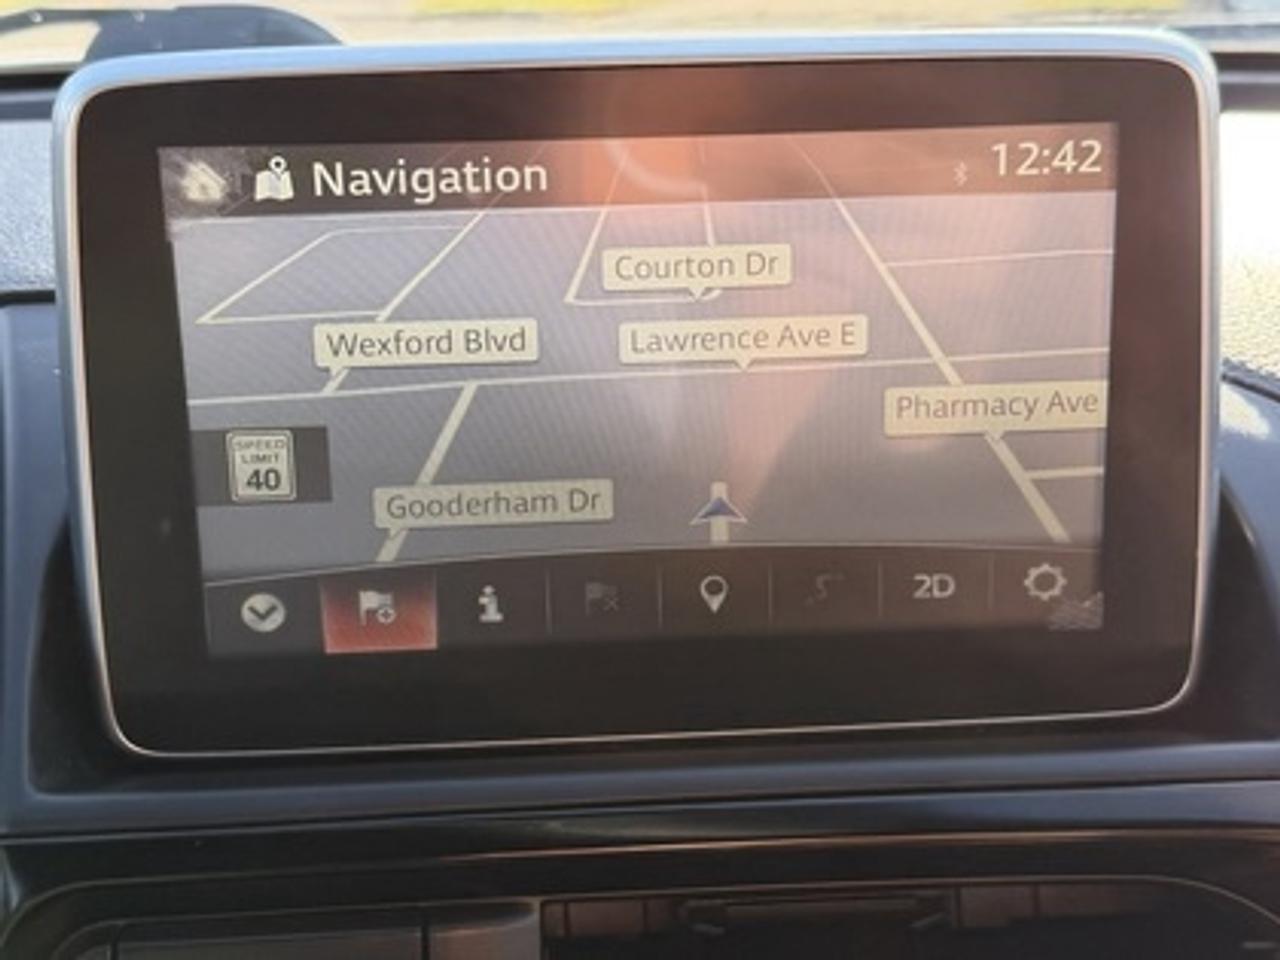 Navigation
12:42
Courton Dr
Wexford Blvd
Lawrence Ave E
Pharmacy Ave
SPEED
LIMIT
40
Gooderham Dr
2D